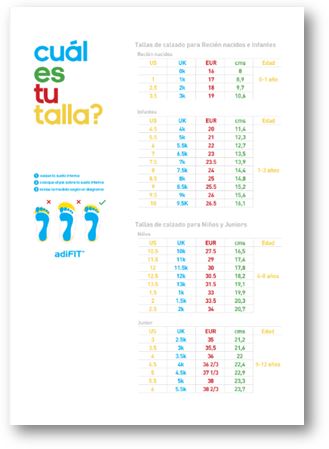 cuál
es
tu
talla?
adiFIT
Tallas de calzado para Recién nacidos e Infantes
Recién nacidos
US UK EUR cms Edad
0k 16 8
1 1k 17 8,9 0-1 año
2.5 2k 18 9,7
3.5 3k 19 10,6
Infantes
US UK EUR cms Edad
4.5 4k 20 11,4
5.5 5k 21 12,3
6 5.5k 22 12,7
7 6.5k 23 13,5
7.5 7k 23.5 13,9
8 7.5k 24 14,4 1-3 años
8.5 8k 25 14,8
9 8.5k 25.5 15,2
9.5 9k 26 15,6
10 9.5k 26.5 16,1
Tallas de calzado para Niños y Juniors
Niños
US UK EUR cms Edad
10.5 10k 27.5 16,5
11.5 11k 29 17,4
12 11.5k 30 17,8
12.5 12k 30.5 18,2 4-8 años
13.5 13k 31.5 19,1
1.5 1k 33 19,9
2 1.5k 33.5 20,3
2.5 2k 34 20,7
Junior
US UK EUR cms Edad
3 2.5k 35 21,2
3.5 3k 35,5 21,6
4 3.5k 36 22
4.5 4k 36 2/3 22,4 9-12 años
5 4.5k 37 1/3 22,9
5.5 5k 38 23,3
6 5.5k 38 2/3 23,7